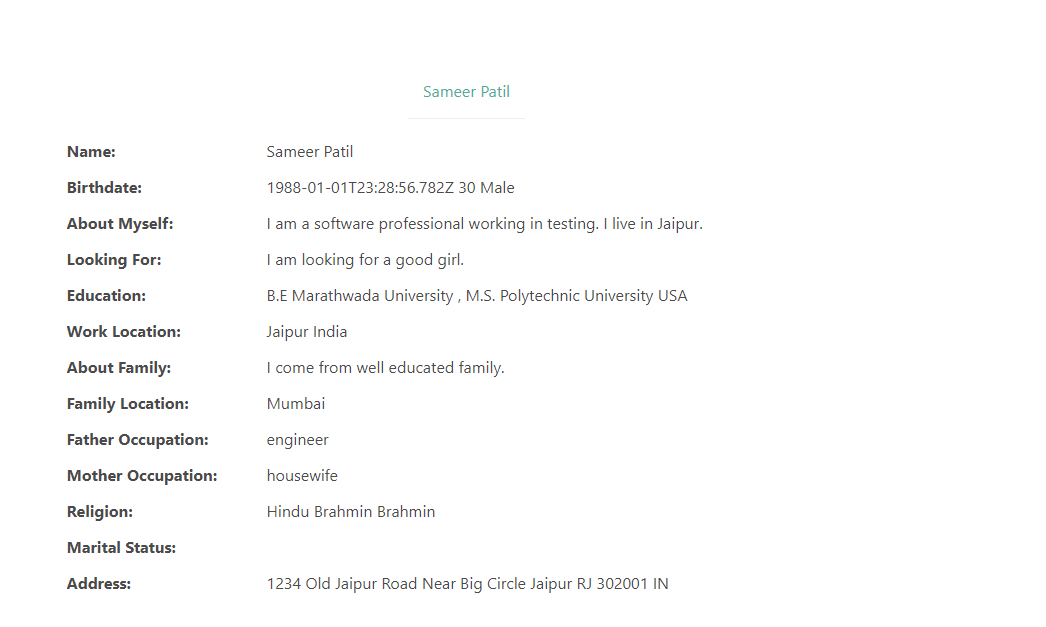 Sameer Patil
Name: Sameer Patil
Birthdate: 1988-01-01T23:28:56.782Z 30 Male
About Myself: I am a software professional working in testing. I live in Jaipur.
Looking For: I am looking for a good girl.
Education: B.E Marathwada University , M.S. Polytechnic University USA
Work Location: Jaipur India
About Family: I come from well educated family.
Family Location: Mumbai
Father Occupation: engineer
Mother Occupation: housewife
Religion: Hindu Brahmin Brahmin
Marital Status:
Address: 1234 Old Jaipur Road Near Big Circle Jaipur RJ 302001 IN